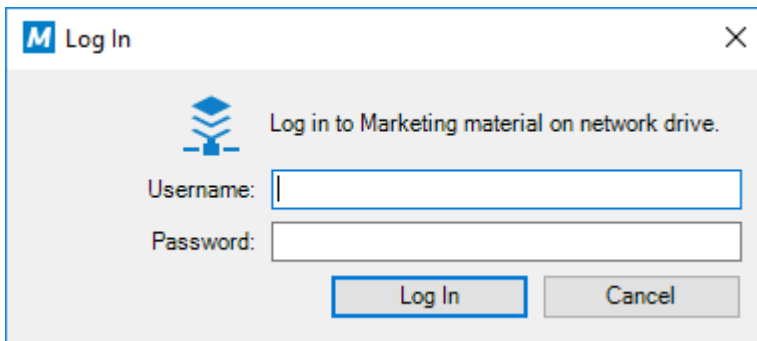 M Log In
Log in to Marketing material on network drive.
Username:
Password:
Log In Cancel